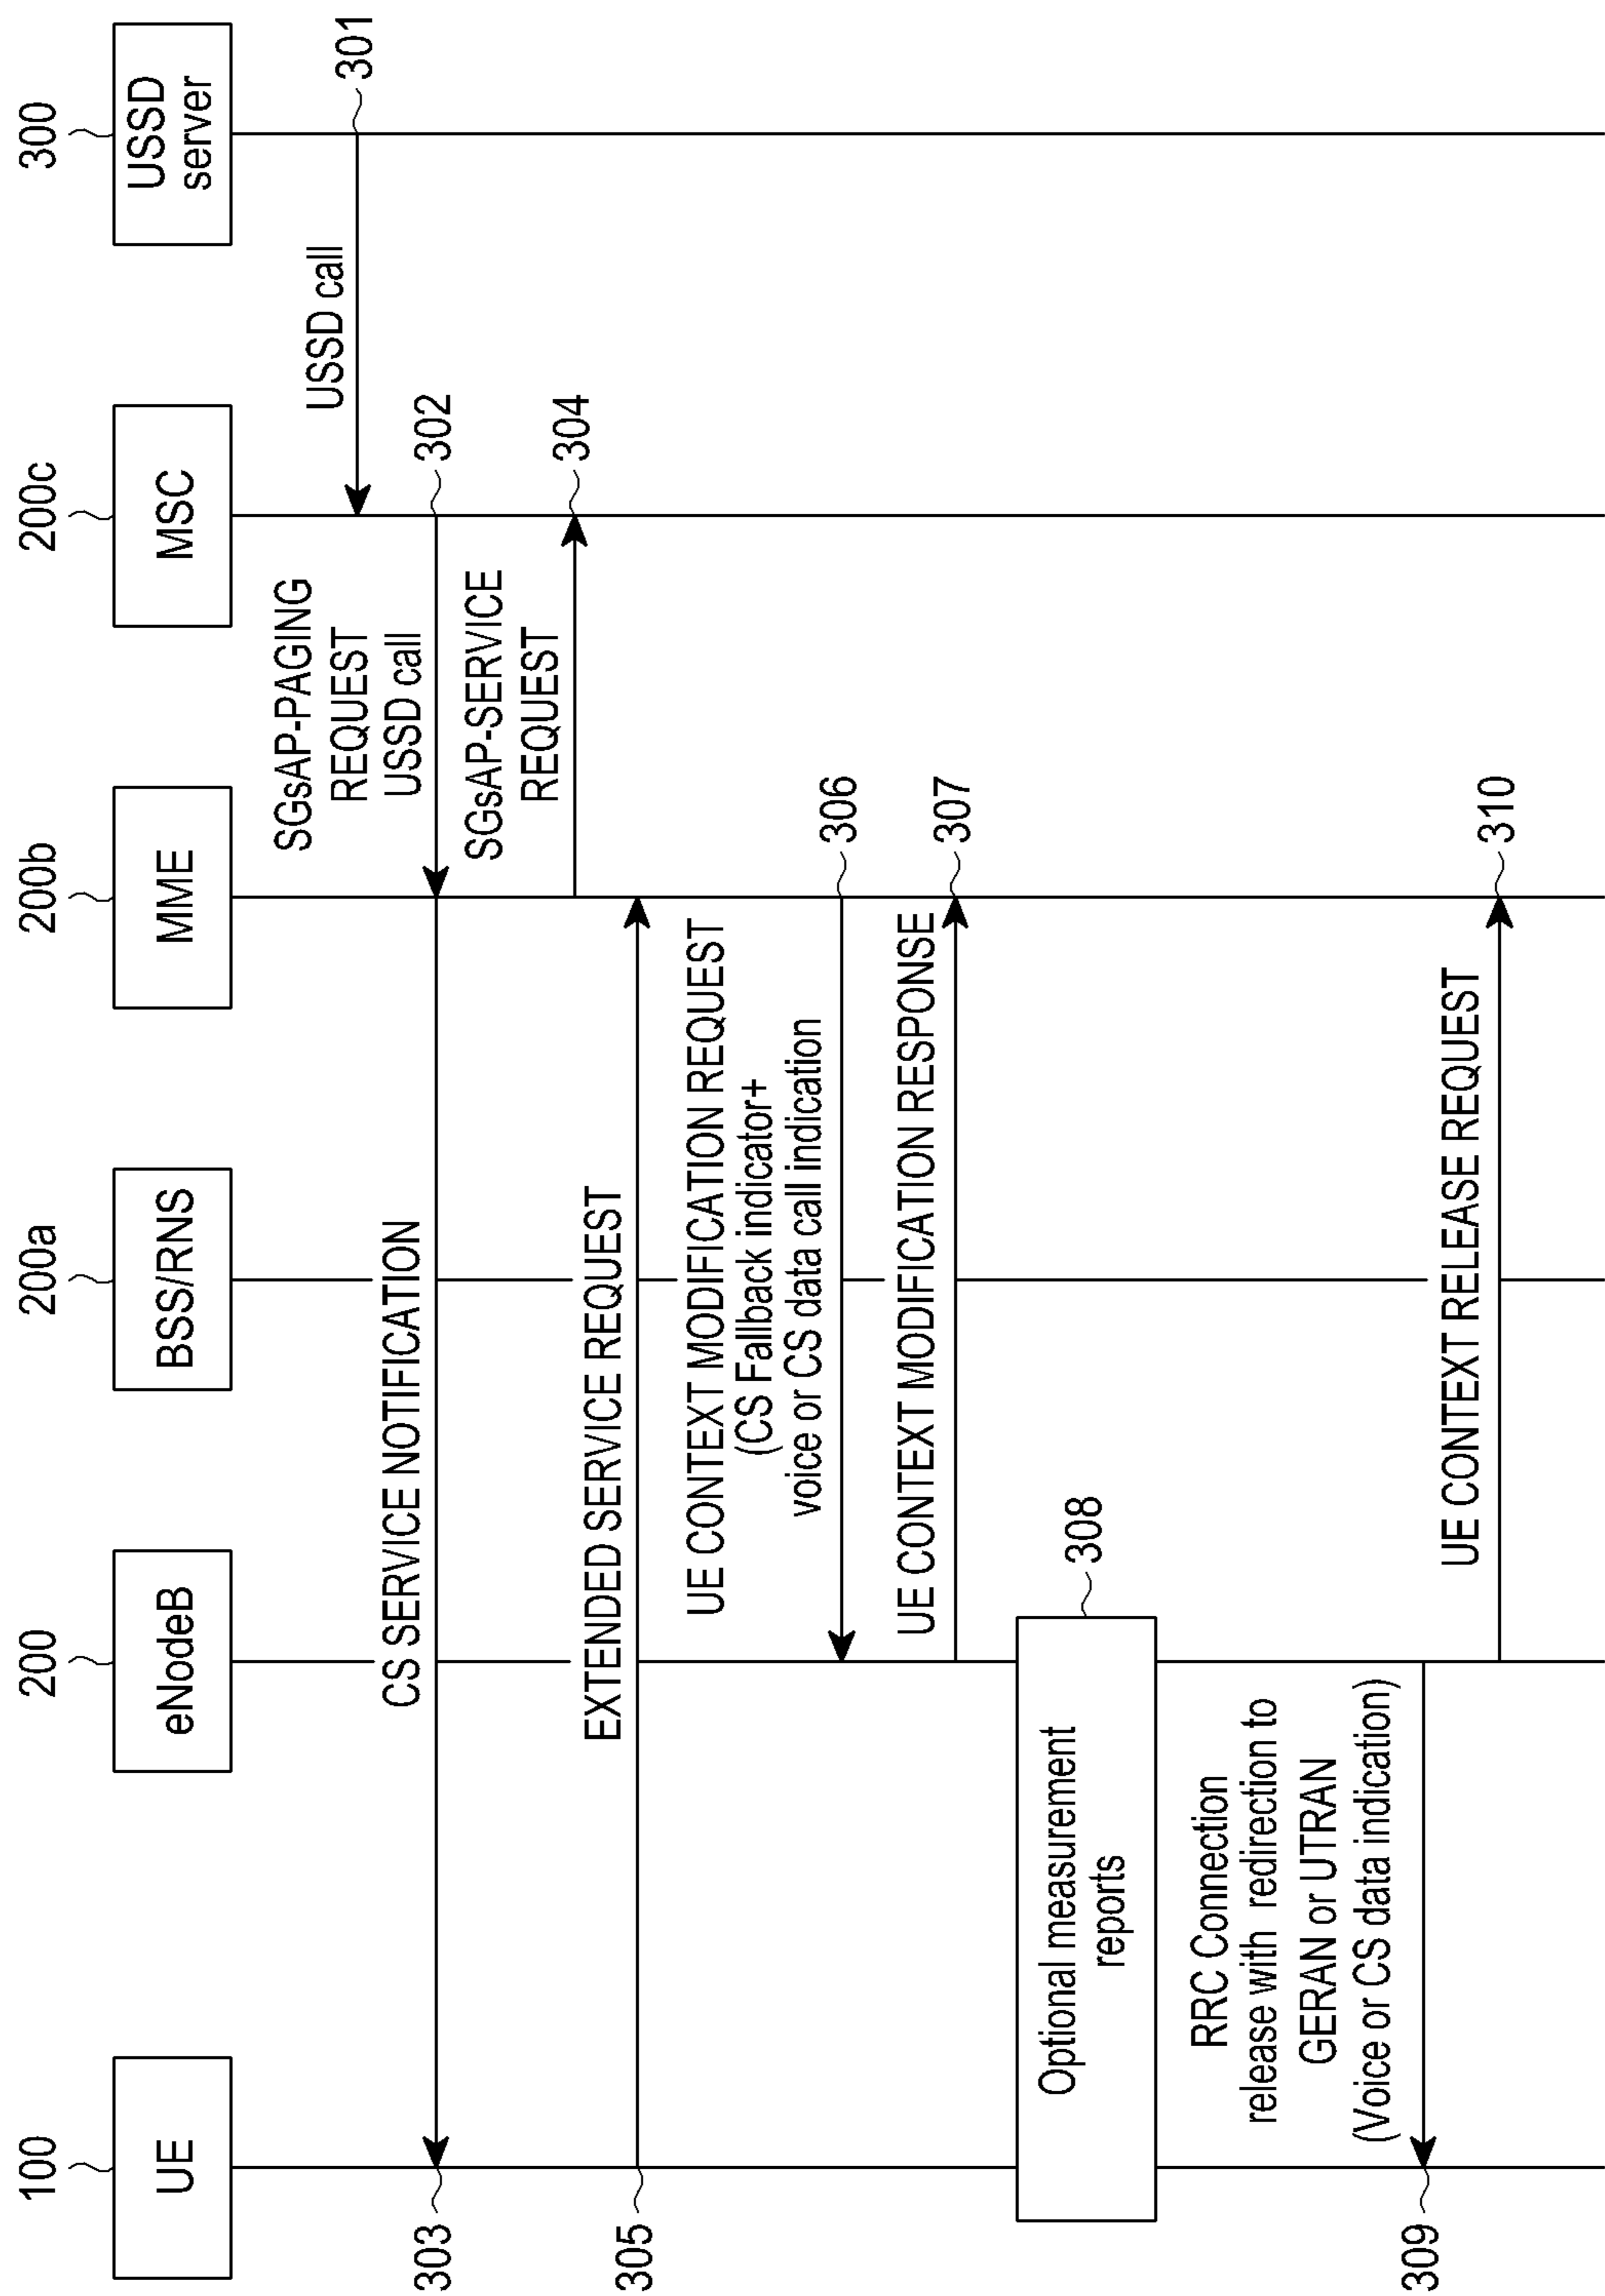 100
200
200a
200b
200c
300
UE
eNodeB
BSS/RNS
MME
MSC
USSD
server
USSD call
301
SGsAP-PAGING
REQUEST
USSD call
302
CS SERVICE NOTIFICATION
303
SGsAP-SERVICE
REQUEST
304
EXTENDED SERVICE REQUEST
305
UE CONTEXT MODIFICATION REQUEST
(CS Fallback indicator+
voice or CS data call indication
306
UE CONTEXT MODIFICATION RESPONSE
307
Optional measurement
reports
308
RRC Connection
release with redirection to
GERAN or UTRAN
(Voice or CS data indication)
309
UE CONTEXT RELEASE REQUEST
310